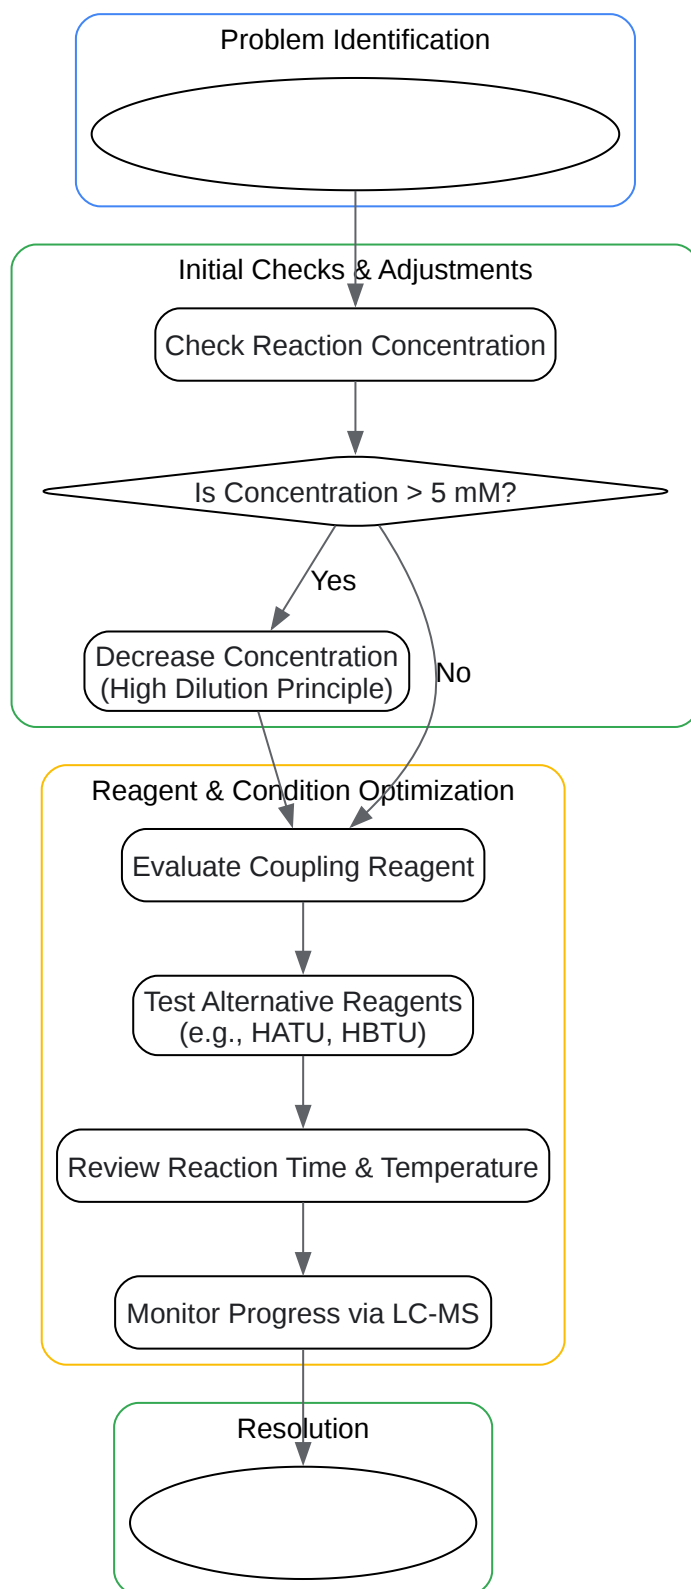 Problem Identification
Initial Checks & Adjustments
Check Reaction Concentration
Is Concentration > 5 mM?
Yes
Decrease Concentration
(High Dilution Principle)
No
Reagent & Condition Optimization
Evaluate Coupling Reagent
Test Alternative Reagents
(e.g., HATU, HBTU)
Review Reaction Time & Temperature
Monitor Progress via LC-MS
Resolution